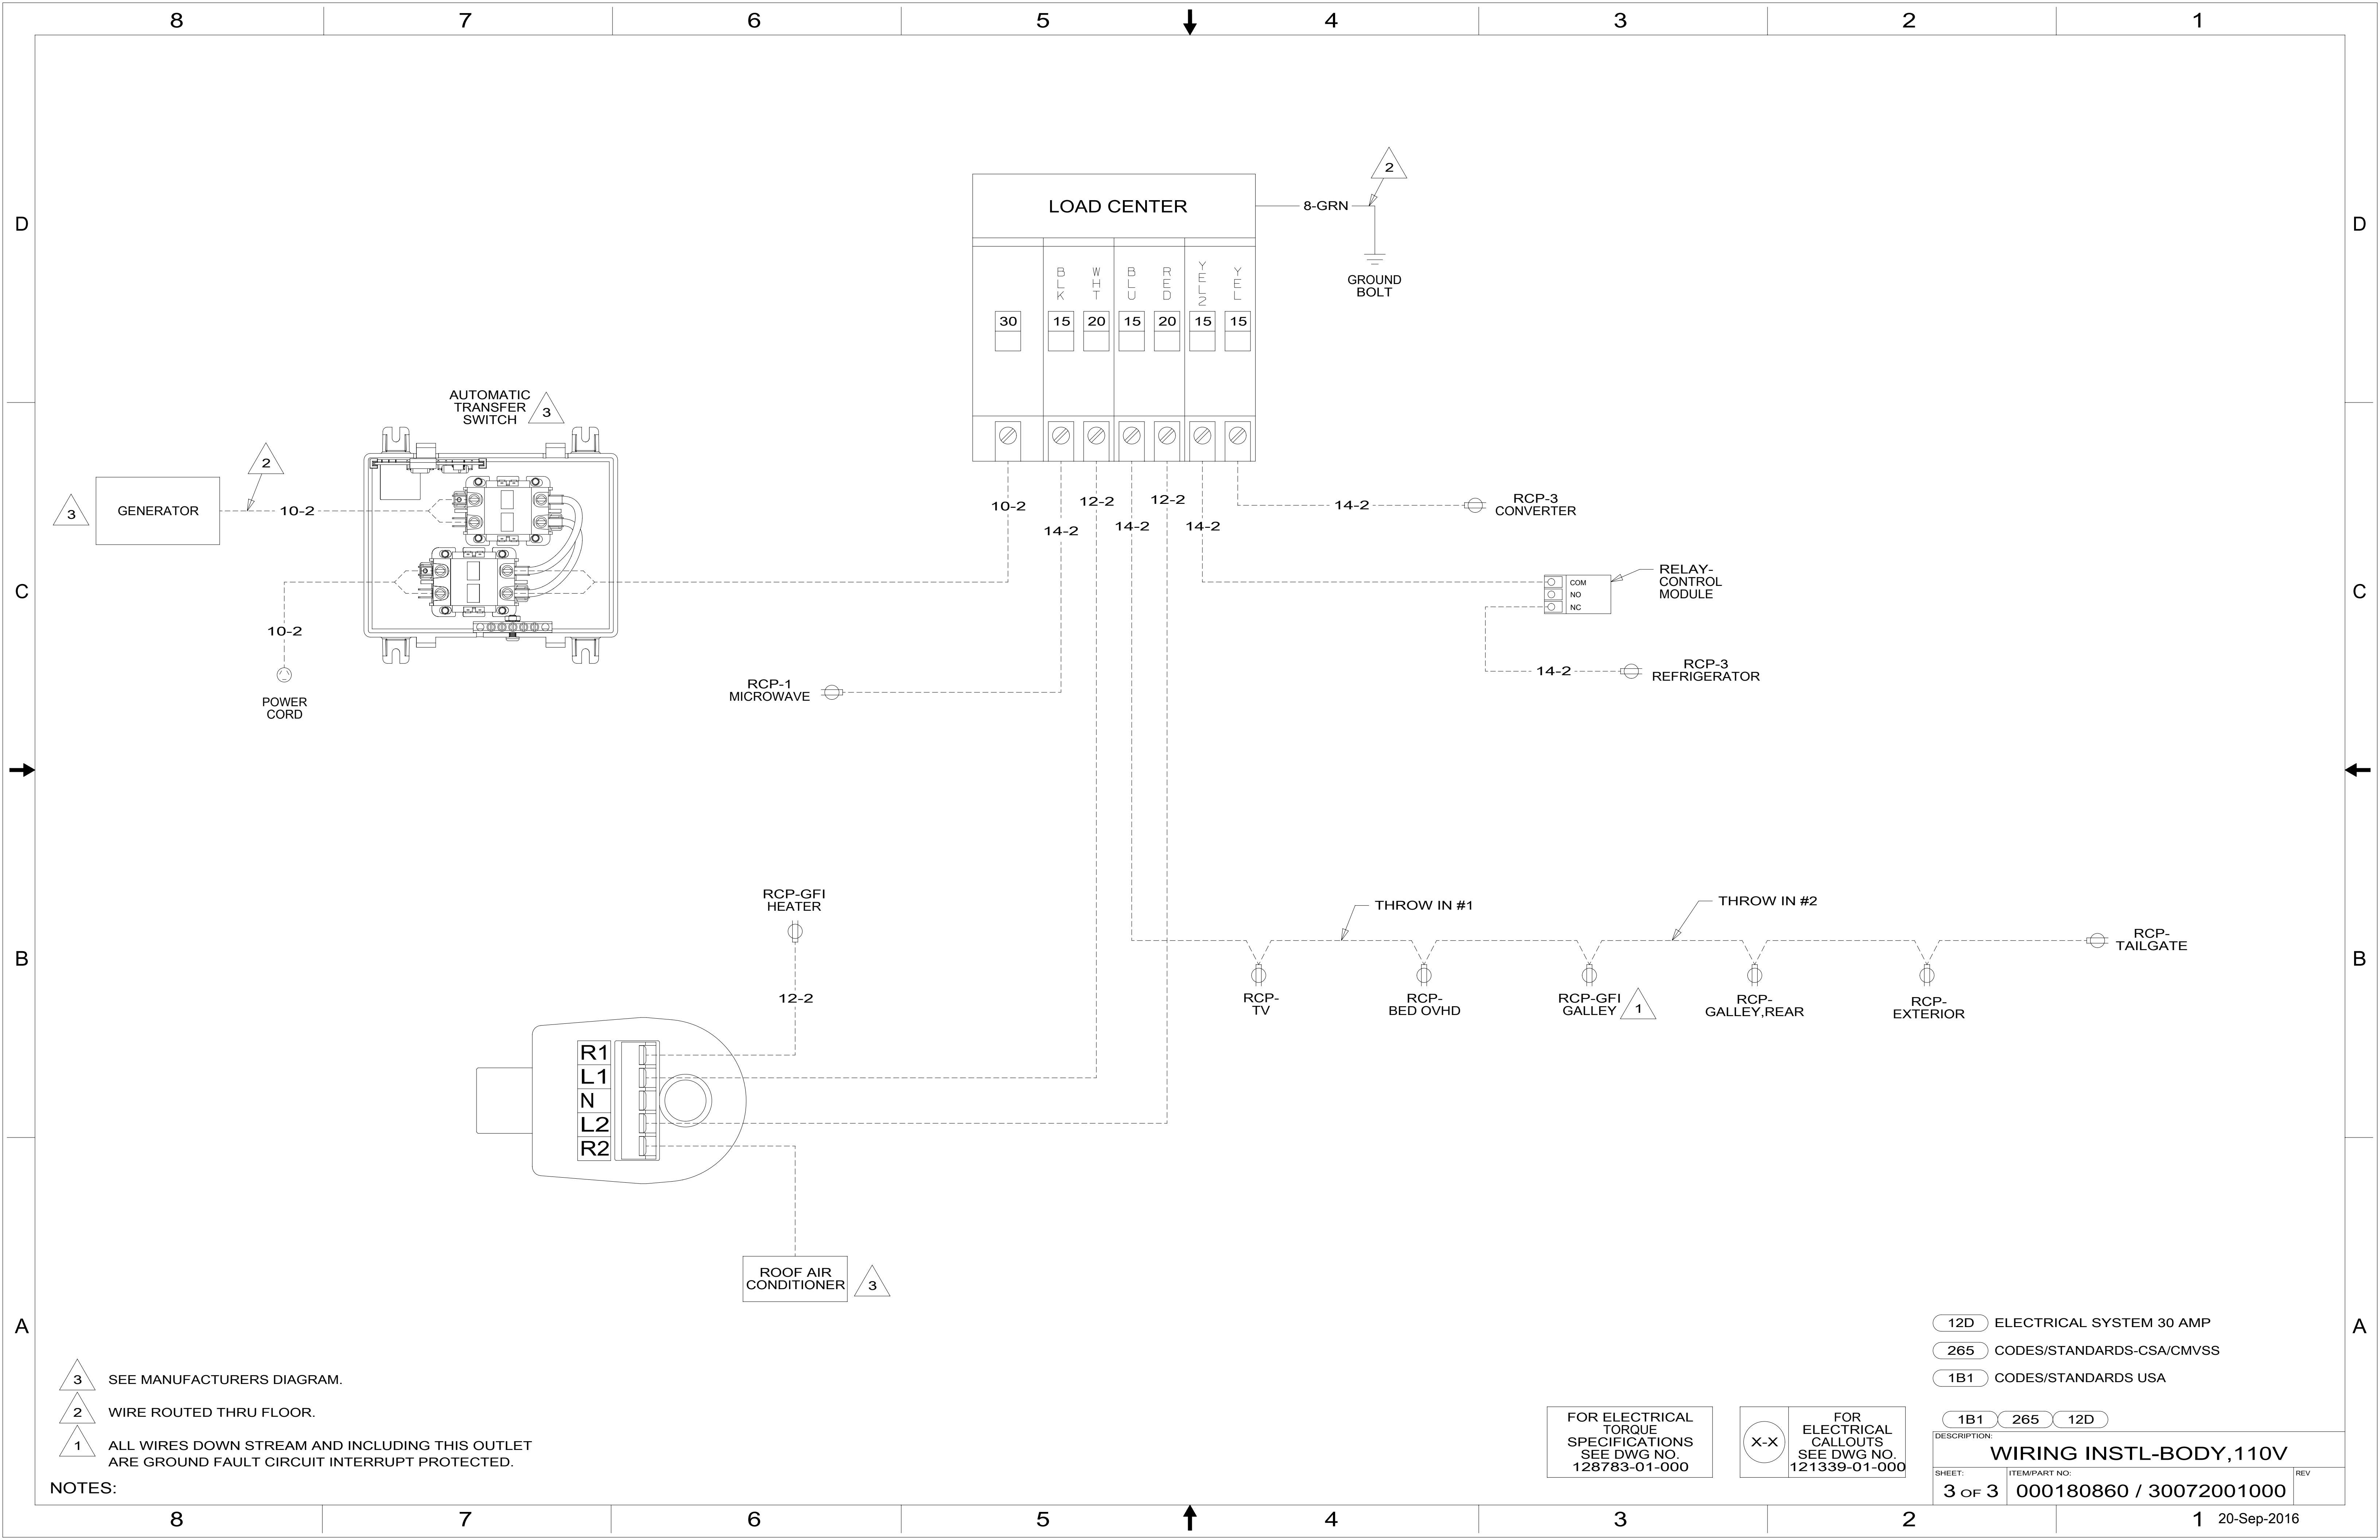 8 7 6 5 4 3 2 1
D
D
LOAD CENTER
2
8-GRN
GROUND
BOLT
BLK
WHT
BLU
RED
YEL2
YEL
30 15 20 15 20 15 15
AUTOMATIC
TRANSFER
SWITCH
3
2
3
GENERATOR
10-2
10-2
POWER
CORD
10-2
14-2
12-2
14-2
12-2
14-2
14-2
RCP-3
CONVERTER
COM
NO
NC
RELAY-
CONTROL
MODULE
14-2
RCP-3
REFRIGERATOR
C
C
RCP-1
MICROWAVE
RCP-GFI
HEATER
12-2
THROW IN #1
THROW IN #2
RCP-
TAILGATE
RCP-
TV
RCP-
BED OVHD
RCP-GFI
GALLEY
1
RCP-
GALLEY,REAR
RCP-
EXTERIOR
B
B
R1
L1
N
L2
R2
ROOF AIR
CONDITIONER
3
A
A
3 SEE MANUFACTURERS DIAGRAM.
2 WIRE ROUTED THRU FLOOR.
1 ALL WIRES DOWN STREAM AND INCLUDING THIS OUTLET
ARE GROUND FAULT CIRCUIT INTERRUPT PROTECTED.
NOTES:
FOR ELECTRICAL
TORQUE
SPECIFICATIONS
SEE DWG NO.
128783-01-000
X-X
FOR
ELECTRICAL
CALLOUTS
SEE DWG NO.
121339-01-000
12D ELECTRICAL SYSTEM 30 AMP
265 CODES/STANDARDS-CSA/CMVSS
1B1 CODES/STANDARDS USA
1B1 265 12D
DESCRIPTION:
WIRING INSTL-BODY,110V
SHEET:
3 OF 3
ITEM/PART NO:
000180860 / 30072001000
REV
8 7 6 5 4 3 2 1
20-Sep-2016